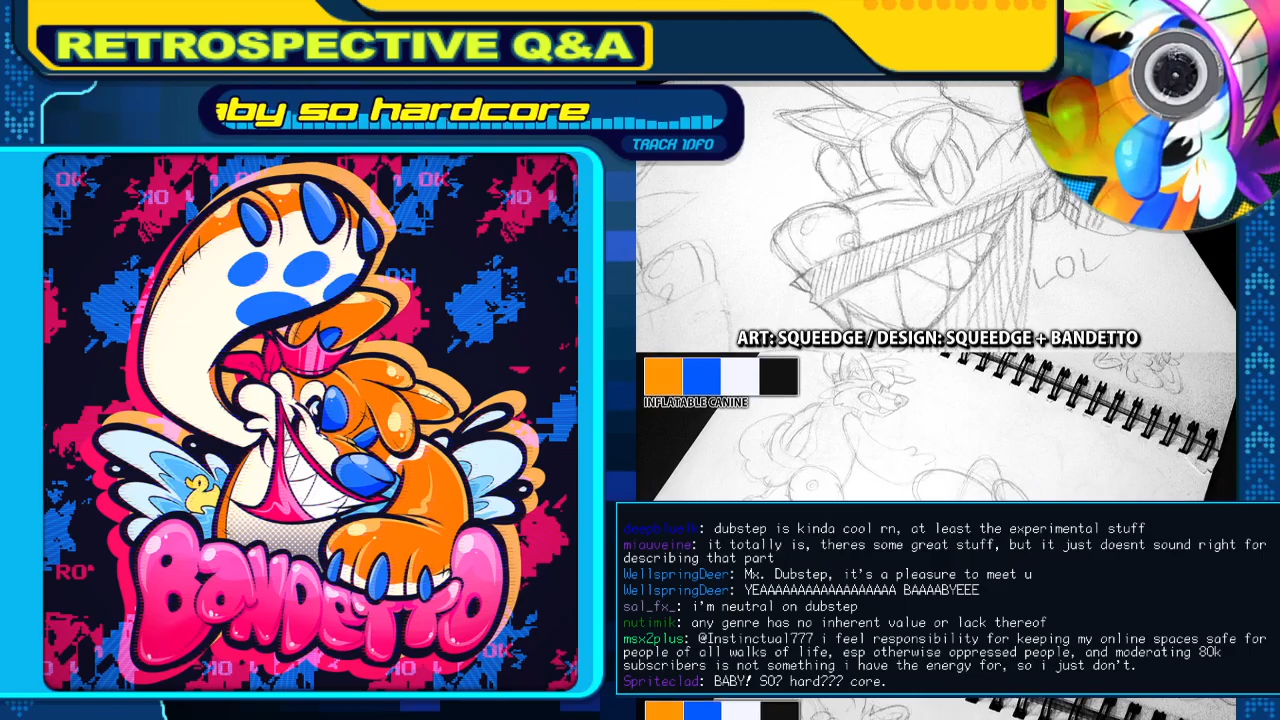 RETROSPECTIVE Q&A
aby so hardcore
TRACK INFO
LOL
ART: SQUEEDGE / DESIGN: SQUEEDGE + BANDETTO
INFLATABLE CANINE
BANDETTO
deepbluelk: dubstep is kinda cool rn, at least the experimental stuff
miauveine: it totally is, theres some great stuff, but it just doesnt sound right for
describing that part
WellspringDeer: Mx. Dubstep, it's a pleasure to meet u
WellspringDeer: YEAAAAAAAAAAAAAAAAAA BAAAABYEEE
sal_fx_: i'm neutral on dubstep
nutimik: any genre has no inherent value or lack thereof
msx2plus: @Instinctual777 i feel responsibility for keeping my online spaces safe for
people of all walks of life, esp otherwise oppressed people, and moderating 80k
subscribers is not something i have the energy for, so i just don't.
Spriteclad: BABY! SO? hard??? core.